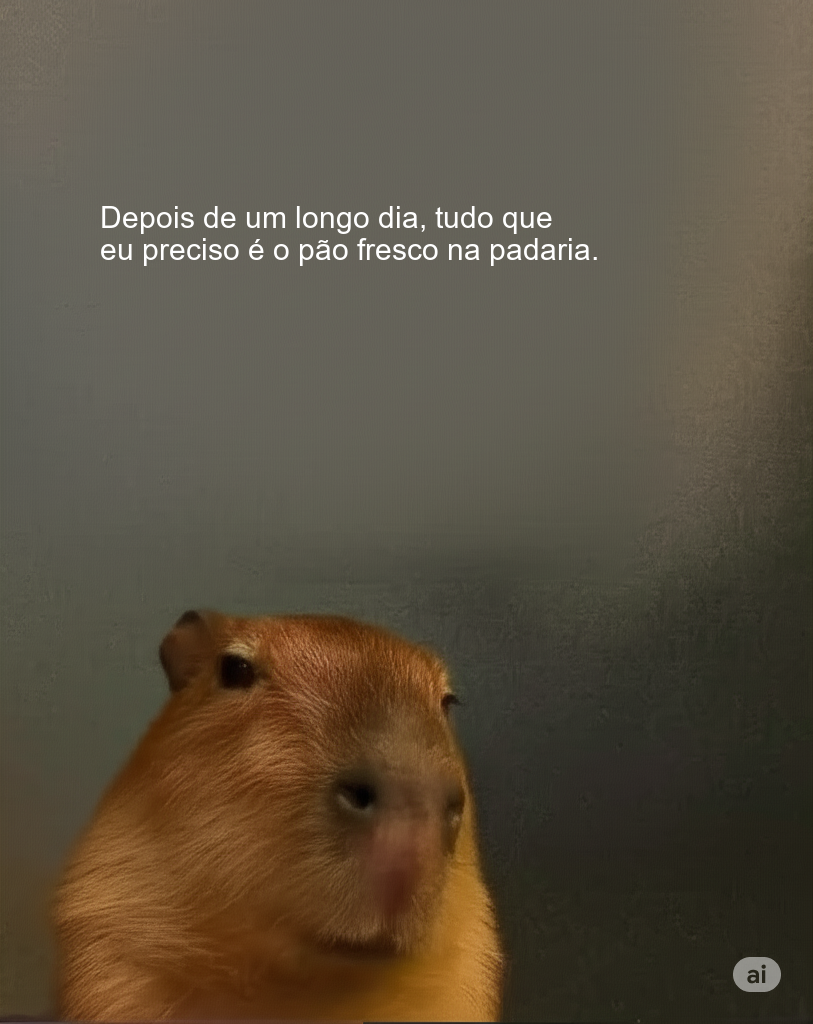 Depois de um longo dia, tudo que
eu preciso é o pão fresco na padaria.
ai